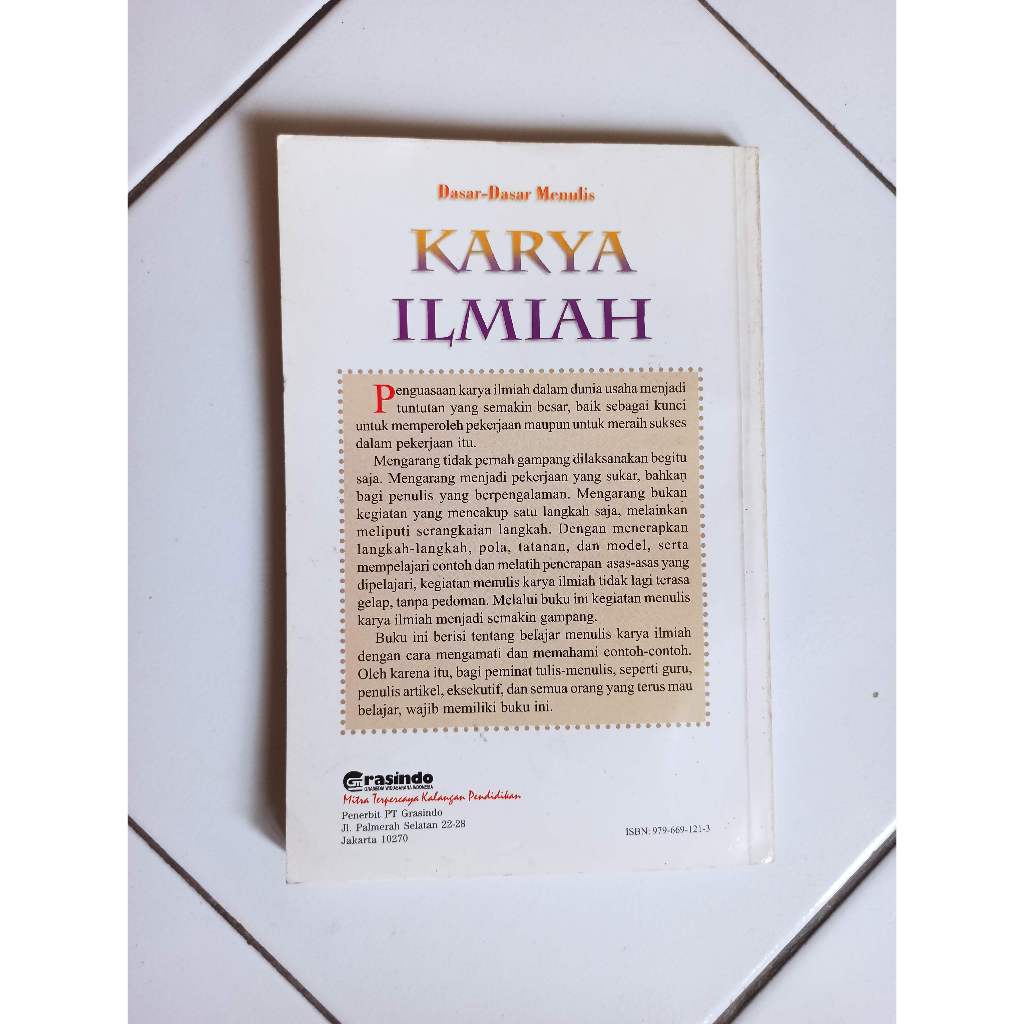 Dasar-Dasar Menulis
KARYA
ILMIAH
Penguasaan karya ilmiah dalam dunia usaha menjadi
tuntutan yang semakin besar, baik sebagai kunci
untuk memperoleh pekerjaan maupun untuk meraih sukses
dalam pekerjaan itu.
Mengarang tidak pernah gampang dilaksanakan begitu
saja. Mengarang menjadi pekerjaan yang sukar, bahkan
bagi penulis yang berpengalaman. Mengarang bukan
kegiatan yang mencakup satu langkah saja, melainkan
meliputi serangkaian langkah. Dengan menerapkan
langkah-langkah, pola, tatanan, dan model, serta
mempelajari contoh dan melatih penerapan asas-asas yang
dipelajari, kegiatan menulis karya ilmiah tidak lagi terasa
gelap, tanpa pedoman. Melalui buku ini kegiatan menulis
karya ilmiah menjadi semakin gampang.
Buku ini berisi tentang belajar menulis karya ilmiah
dengan cara mengamati dan memahami contoh-contoh.
Oleh karena itu, bagi peminat tulis-menulis, seperti guru,
penulis artikel, eksekutif, dan semua orang yang terus mau
belajar, wajib memiliki buku ini.
Grasindo
GRAMEDIA WIDIASARANA INDONESIA
Mitra Terpercaya Kalangan Pendidikan
Penerbit PT Grasindo
Jl. Palmerah Selatan 22-28
Jakarta 10270
ISBN: 979-669-121-3